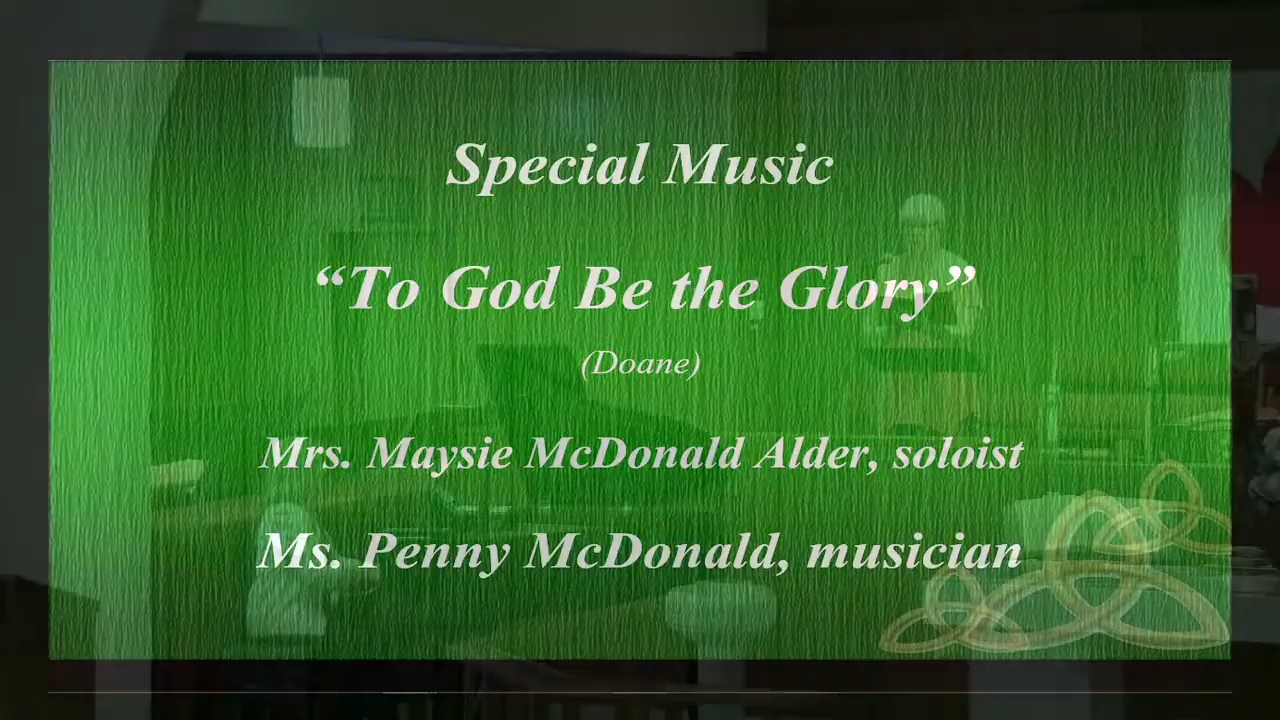 Special Music
“To God Be the Glory”
(Doane)
Mrs. Maysie McDonald Alder, soloist
Ms. Penny McDonald, musician